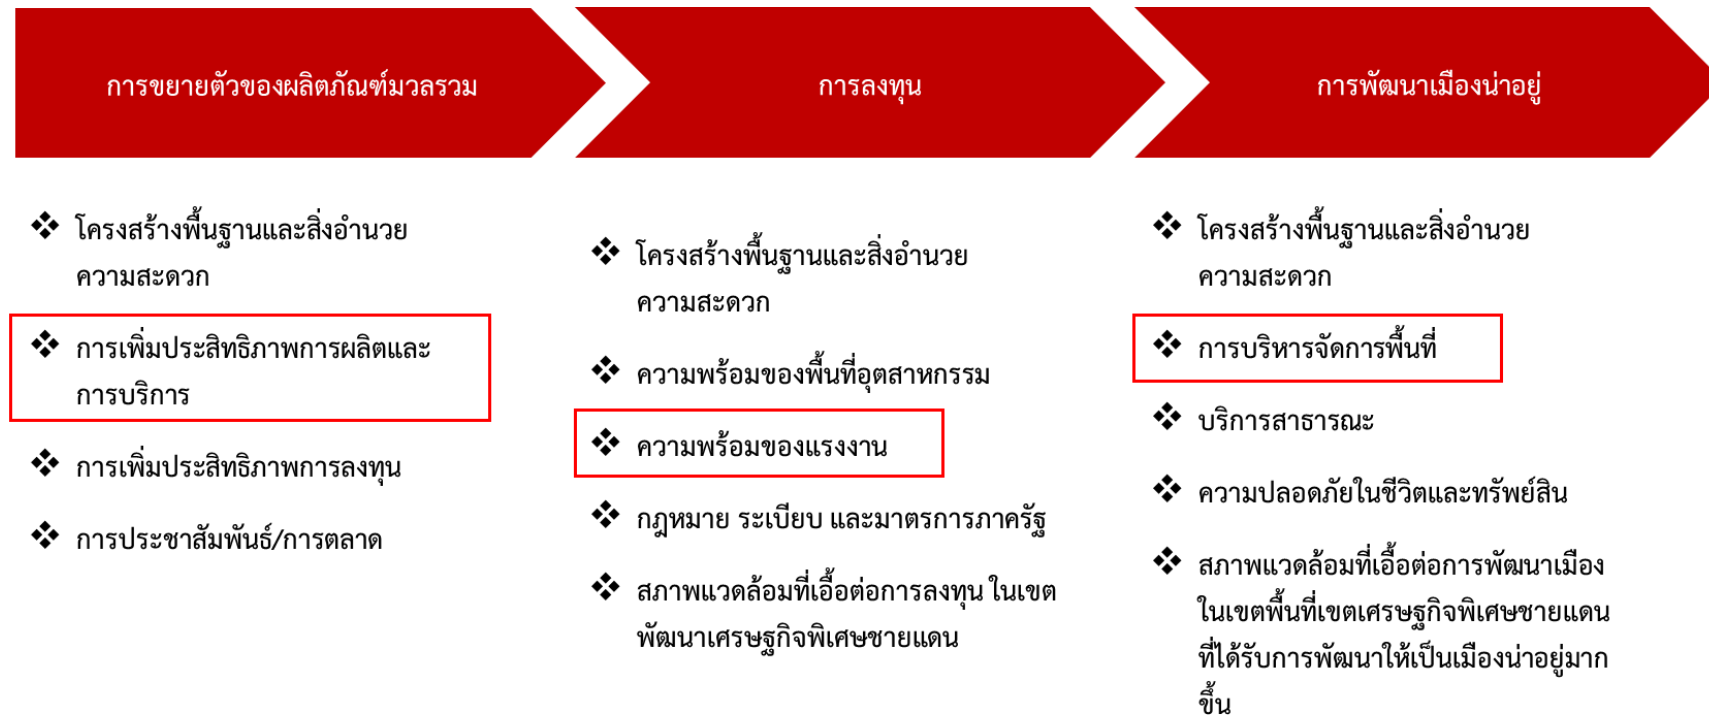 การขยายตัวของผลิตภัณฑ์มวลรวม
โครงสร้างพื้นฐานและสิ่งอำนวย
ความสะดวก
การเพิ่มประสิทธิภาพการผลิตและ
การบริการ
การเพิ่มประสิทธิภาพการลงทุน
การประชาสัมพันธ์/การตลาด
การลงทุน
โครงสร้างพื้นฐานและสิ่งอำนวย
ความสะดวก
ความพร้อมของพื้นที่อุตสาหกรรม
ความพร้อมของแรงงาน
กฎหมาย ระเบียบ และมาตรการภาครัฐ
สภาพแวดล้อมที่เอื้อต่อการลงทุน ในเขต
พัฒนาเศรษฐกิจพิเศษชายแดน
การพัฒนาเมืองน่าอยู่
โครงสร้างพื้นฐานและสิ่งอำนวย
ความสะดวก
การบริหารจัดการพื้นที่
บริการสาธารณะ
ความปลอดภัยในชีวิตและทรัพย์สิน
สภาพแวดล้อมที่เอื้อต่อการพัฒนาเมือง
ในเขตพื้นที่เขตเศรษฐกิจพิเศษชายแดน
ที่ได้รับการพัฒนาให้เป็นเมืองน่าอยู่มาก
ขึ้น